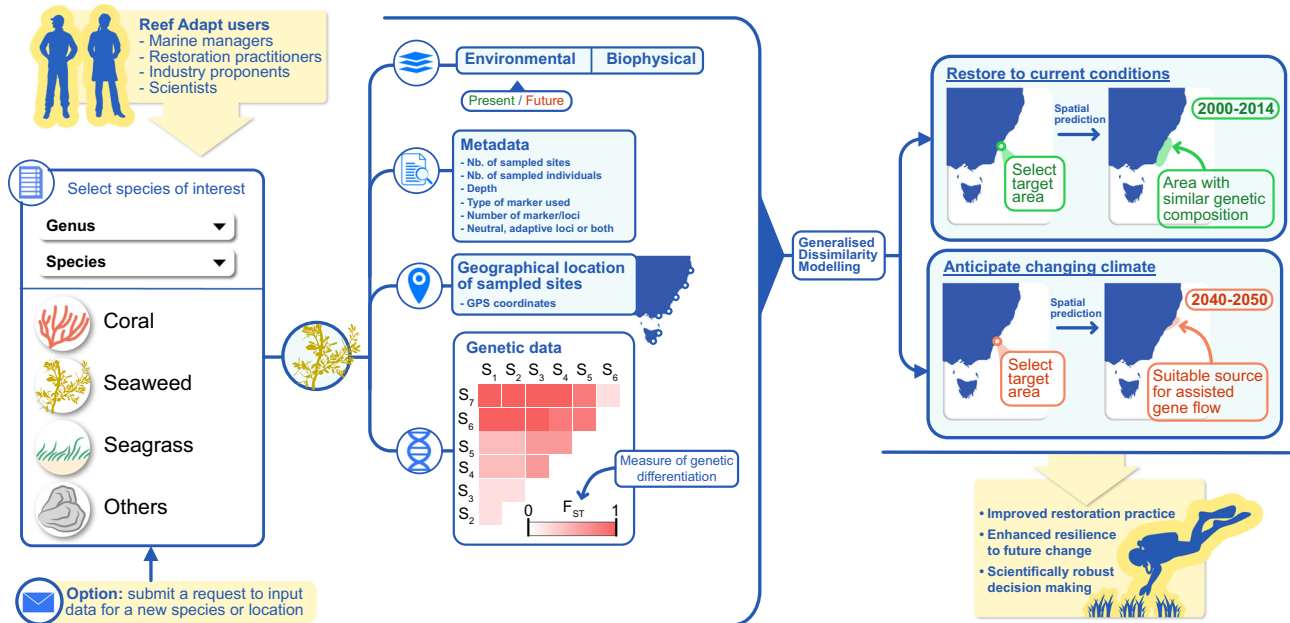 Reef Adapt users
- Marine managers
- Restoration practitioners
- Industry proponents
- Scientists
Select species of interest
Genus
Species
Coral
Seaweed
Seagrass
Others
Option: submit a request to input
data for a new species or location
Environmental
Biophysical
Present / Future
Metadata
- Nb. of sampled sites
- Nb. of sampled individuals
- Depth
- Type of marker used
- Number of marker/loci
- Neutral, adaptive loci or both
Geographical location
of sampled sites
- GPS coordinates
Genetic data
S1 S2 S3 S4 S5 S6
S7
S6
S5
S4
S3
S2
Measure of genetic
differentiation
0 FST 1
Generalised
Dissimilarity
Modelling
Restore to current conditions
2000-2014
Spatial
prediction
Select
target
area
Area with
similar genetic
composition
Anticipate changing climate
2040-2050
Spatial
prediction
Select
target
area
Suitable source
for assisted
gene flow
• Improved restoration practice
• Enhanced resilience
to future change
• Scientifically robust
decision making